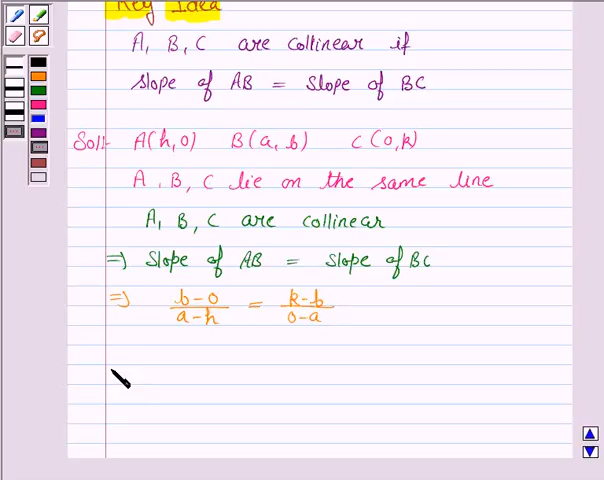 Key Idea
A, B, C are collinear if
slope of AB = Slope of BC
Sol:- A(h, 0) B(a, b) C(0, k)
A, B, C lie on the same line
A, B, C are collinear
⇒ Slope of AB = Slope of BC
⇒ b-0/a-h = k-b/0-a